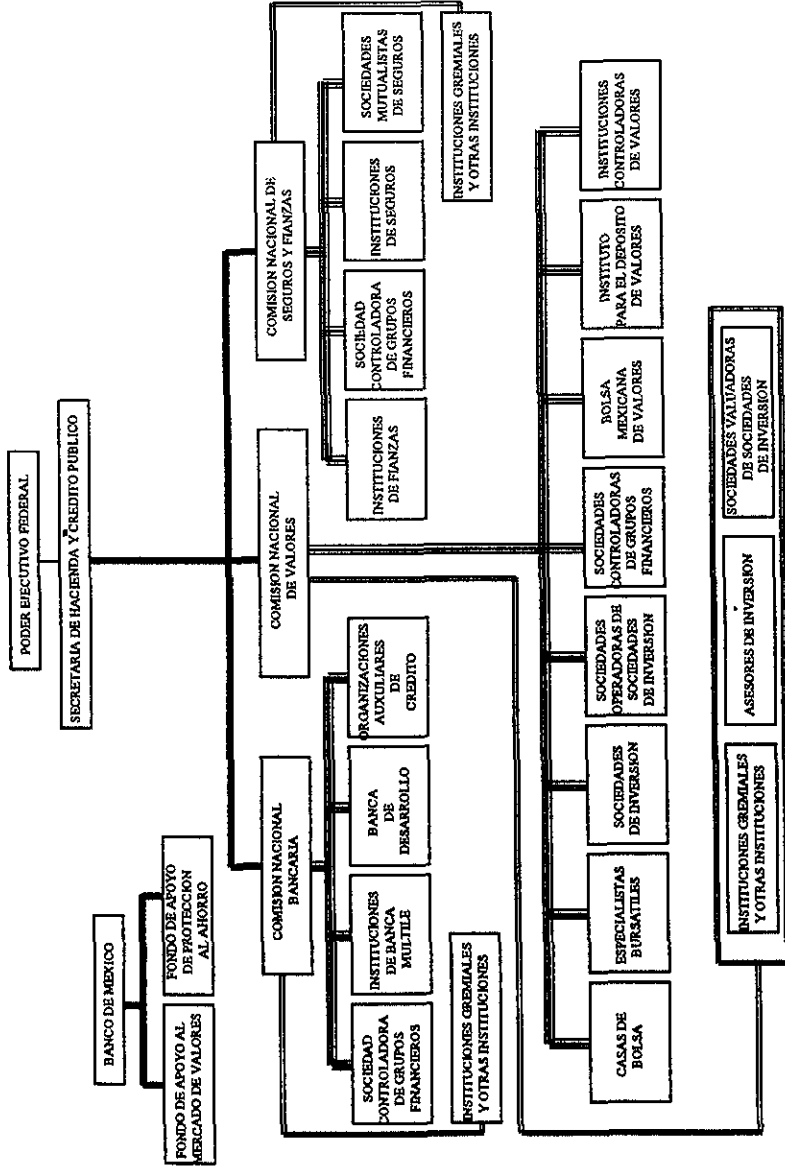 PODER EJECUTIVO FEDERAL
SECRETARIA DE HACIENDA Y CREDITO PUBLICO
BANCO DE MEXICO
FONDO DE APOYO AL
MERCADO DE VALORES
FONDO DE APOYO
DE PROTECCION
AL AHORRO
COMISION NACIONAL
BANCARIA
COMISION NACIONAL
DE VALORES
COMISION NACIONAL DE
SEGUROS Y FIANZAS
SOCIEDAD
CONTROLADORA
DE GRUPOS
FINANCIEROS
INSTITUCIONES
DE BANCA
MULTILE
BANCA
DE
DESARROLLO
ORGANIZACIONES
AUXULIARES
DE
CREDITO
INSTITUCIONES
DE FIANZAS
SOCIEDAD
CONTROLADORA
DE GRUPOS
FINANCIEROS
INSTITUCIONES
DE SEGUROS
SOCIEDADES
MUTUALISTAS
DE SEGUROS
INSTITUCIONES GREMIALES
Y OTRAS INSTITUCIONES
INSTITUCIONES GREMIALES
Y OTRAS INSTITUCIONES
CASAS DE
BOLSA
ESPECIALISTAS
BURSATILES
SOCIEDADES
DE INVERSION
SOCIEDADES
OPERADORAS DE
SOCIEDADES
DE INVERSION
SOCIEDADES
CONTROLADORAS
DE GRUPOS
FINANCIEROS
BOLSA
MEXICANA
DE VALORES
INSTITUTO
PARA EL DEPOSITO
DE VALORES
INSTITUCIONES
CONTROLADORAS
DE VALORES
INSTITUCIONES GREMIALES
Y OTRAS INSTITUCIONES
ASESORES DE INVERSION
SOCIEDADES VALUADORAS
DE SOCIEDADES
DE INVERSION